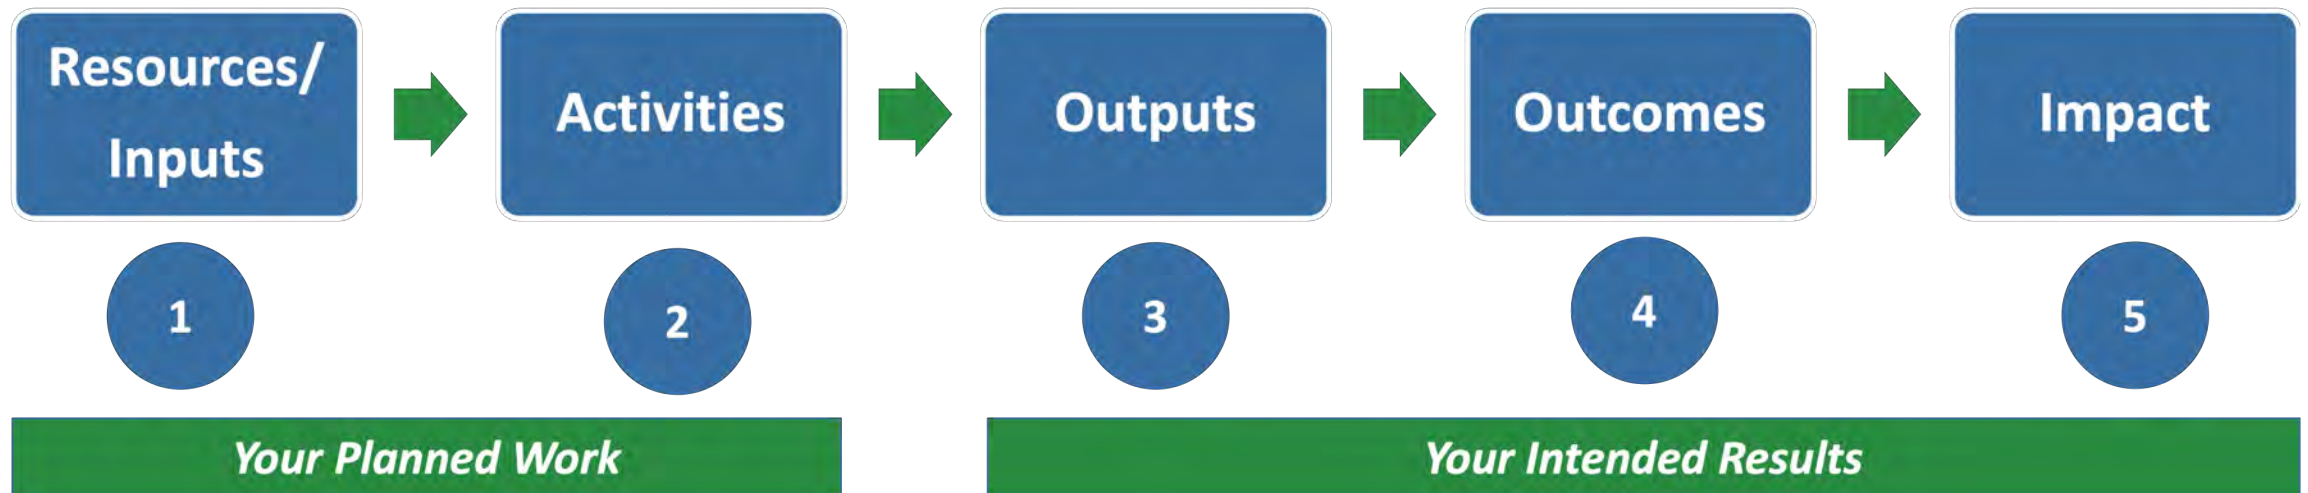 Resources/
Inputs
Activities
Outputs
Outcomes
Impact
1
2
3
4
5
Your Planned Work
Your Intended Results